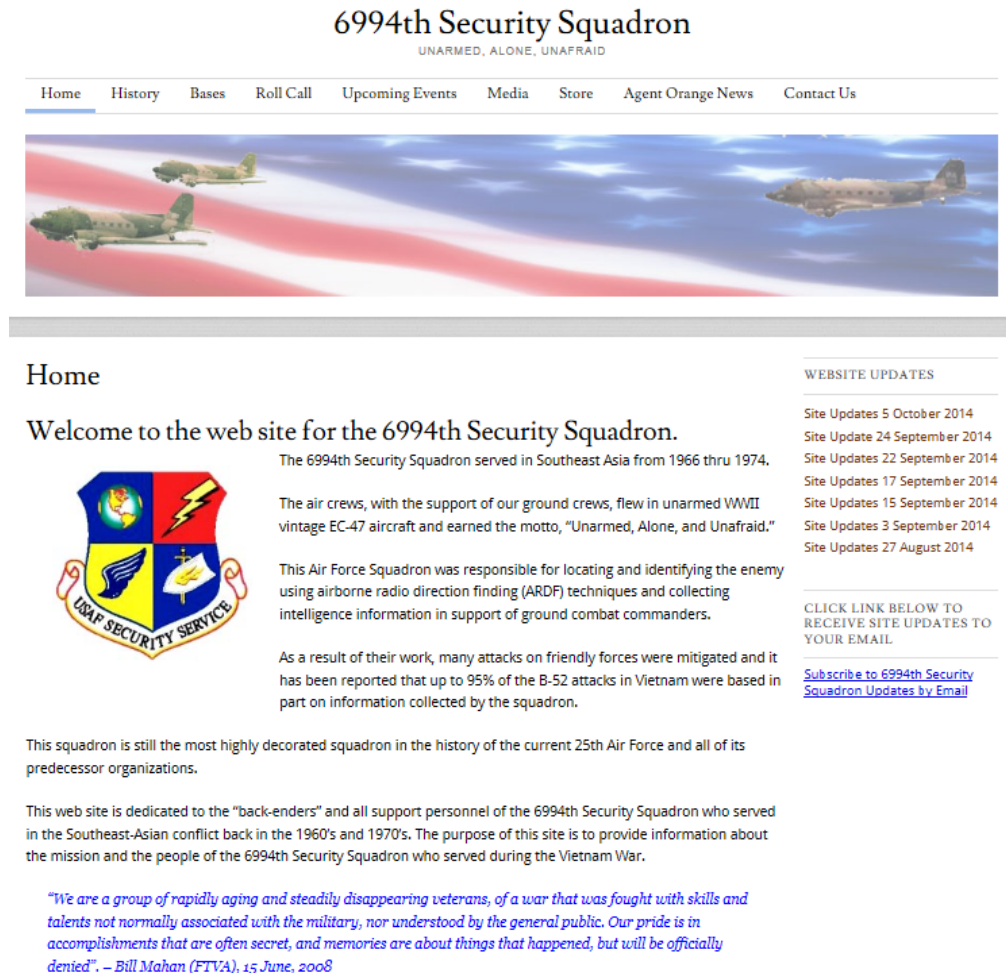 6994th Security Squadron
UNARMED, ALONE, UNAFRAID
Home History Bases Roll Call Upcoming Events Media Store Agent Orange News Contact Us
Home
Welcome to the web site for the 6994th Security Squadron.
USAF SECURITY SERVICE
The 6994th Security Squadron served in Southeast Asia from 1966 thru 1974.
The air crews, with the support of our ground crews, flew in unarmed WWII
vintage EC-47 aircraft and earned the motto, “Unarmed, Alone, and Unafraid.”
This Air Force Squadron was responsible for locating and identifying the enemy
using airborne radio direction finding (ARDF) techniques and collecting
intelligence information in support of ground combat commanders.
As a result of their work, many attacks on friendly forces were mitigated and it
has been reported that up to 95% of the B-52 attacks in Vietnam were based in
part on information collected by the squadron.
This squadron is still the most highly decorated squadron in the history of the current 25th Air Force and all of its
predecessor organizations.
This web site is dedicated to the “back-enders” and all support personnel of the 6994th Security Squadron who served
in the Southeast-Asian conflict back in the 1960’s and 1970’s. The purpose of this site is to provide information about
the mission and the people of the 6994th Security Squadron who served during the Vietnam War.
“We are a group of rapidly aging and steadily disappearing veterans, of a war that was fought with skills and
talents not normally associated with the military, nor understood by the general public. Our pride is in
accomplishments that are often secret, and memories are about things that happened, but will be officially
denied”. – Bill Mahan (FTVA), 15 June, 2008
WEBSITE UPDATES
Site Updates 5 October 2014
Site Update 24 September 2014
Site Updates 22 September 2014
Site Updates 17 September 2014
Site Updates 15 September 2014
Site Updates 3 September 2014
Site Updates 27 August 2014
CLICK LINK BELOW TO
RECEIVE SITE UPDATES TO
YOUR EMAIL
Subscribe to 6994th Security
Squadron Updates by Email